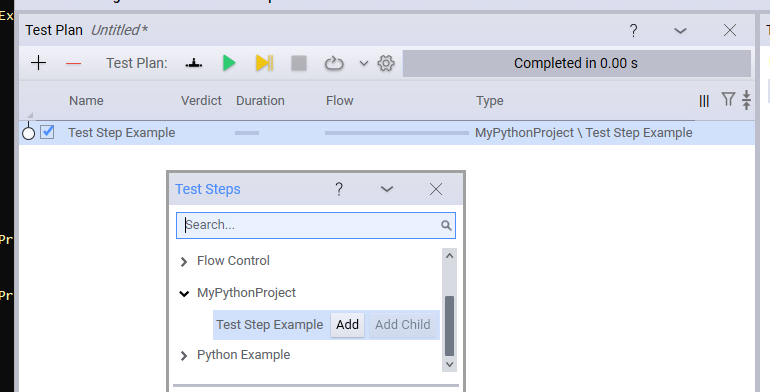 Ex
Test Plan Untitled* ?
Test Plan: Completed in 0.00 s
Name Verdict Duration Flow Type
Test Step Example MyPythonProject \ Test Step Example
Test Steps ?
Search...
Flow Control
MyPythonProject
Test Step Example Add Add Child
Python Example
Pr
Pr